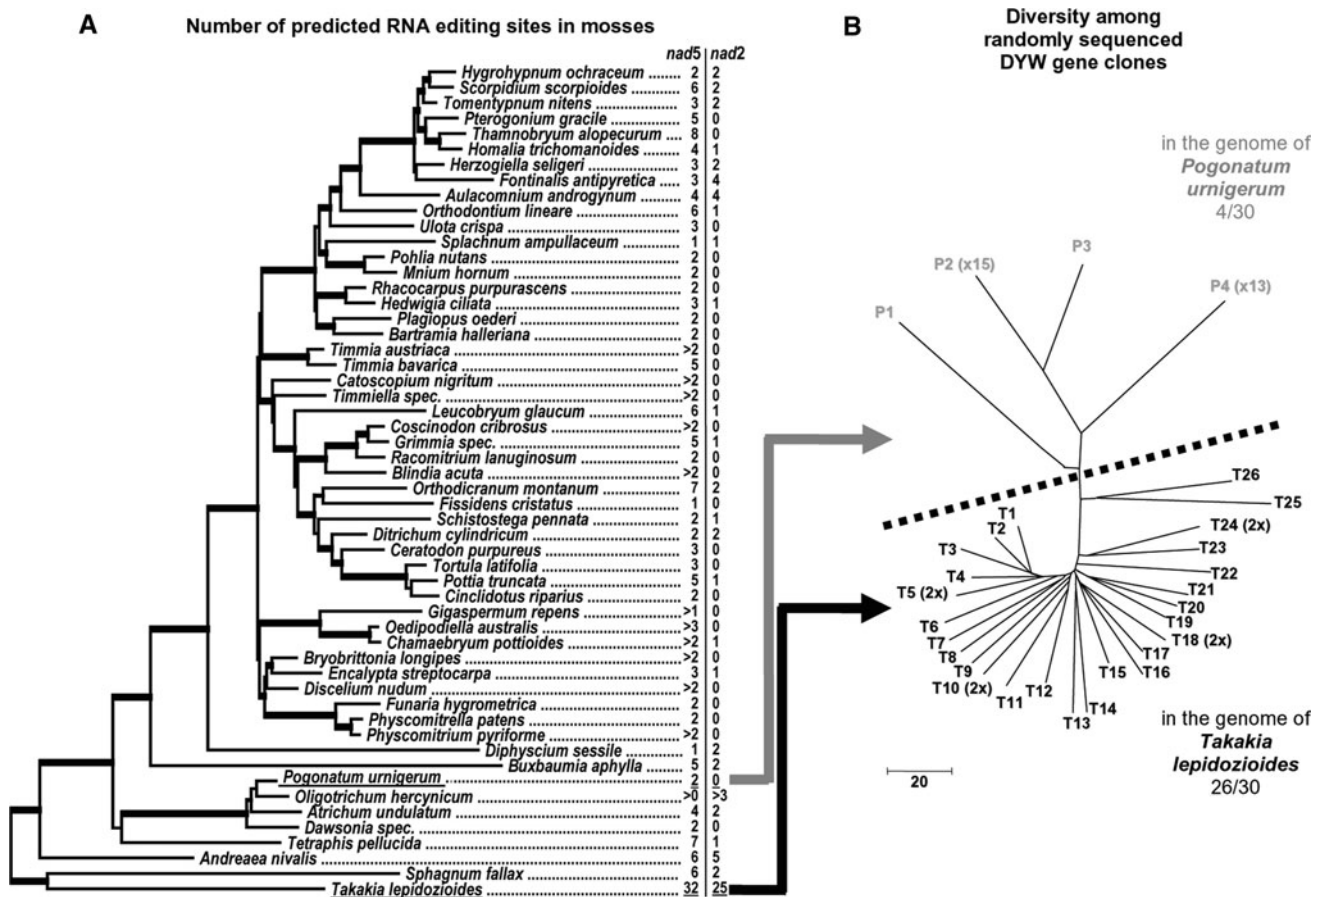 A
Number of predicted RNA editing sites in mosses
nad5 nad2
Hygrohypnum ochraceum ........ 2 2
Scorpidium scorpioides ........... 6 2
Tomentypnum nitens ................ 3 2
Pterogonium gracile ........... 5 0
Thamnobryum alopecurum .... 8 0
Homalia trichomanoides ......... 4 1
Herzogiella seligeri ............. 3 2
Fontinalis antipyretica ..... 3 4
Aulacomnium androgynum .. 4 4
Orthodontium lineare ............... 6 1
Ulota crispa ................................ 3 0
Splachnum ampullaceum ............. 1 1
Pohlia nutans .............................. 2 0
Mnium hornum ............................ 2 0
Rhacocarpus purpurascens ......... 2 0
Hedwigia ciliata .......................... 3 1
Plagiopus oederi ........................ 2 0
Bartramia halleriana .................... 2 0
Timmia austriaca ........................ >2 0
Timmia bavarica .......................... 5 0
Catoscopium nigritum ................. >2 0
Timmiella spec. ........................... >2 0
Leucobryum glaucum ................ 6 1
Coscinodon cribrosus ................ >2 0
Grimmia spec. ............................. 5 1
Racomitrium lanuginosum .......... 2 0
Blindia acuta ............................... >2 0
Orthodicranum montanum .......... 7 2
Fissidens cristatus ..................... 1 0
Schistostega pennata ................. 2 1
Ditrichum cylindricum ................. 2 2
Ceratodon purpureus .................. 3 0
Tortula latifolia ............................ 3 0
Pottia truncata ............................ 5 1
Cinclidotus riparius ..................... 2 0
Gigaspermum repens ................ >1 0
Oedipodiella australis ................. >3 0
Chamaebryum pottioides ............ >2 1
Bryobrittonia longipes ................. >2 0
Encalypta streptocarpa ............... 3 1
Discelium nudum ........................ >2 0
Funaria hygrometrica .................. 2 0
Physcomitrella patens ................. 2 0
Physcomitrium pyriforme ............ >2 0
Diphyscium sessile .......... 1 2
Buxbaumia aphylla ....... 5 2
Pogonatum urnigerum ................ 2 0
Oligotrichum hercynicum ............ >0 >3
Atrichum undulatum .................... 4 2
Dawsonia spec. .......................... 2 0
Tetraphis pellucida ...................... 7 1
Andreaea nivalis ......................... 6 5
Sphagnum fallax ......................... 6 2
Takakia lepidozioides .................. 32 25
B
Diversity among
randomly sequenced
DYW gene clones
in the genome of
Pogonatum
urnigerum
4/30
P3
P2 (x15)
P4 (x13)
P1
T26
T25
T1
T2
T24 (2x)
T3
T23
T4
T22
T5 (2x)
T21
T20
T6
T19
T7
T18 (2x)
T8
T17
T9
T15
T16
T10 (2x)
T12
T11
T14
T13
in the genome of
Takakia
lepidozioides
26/30
20